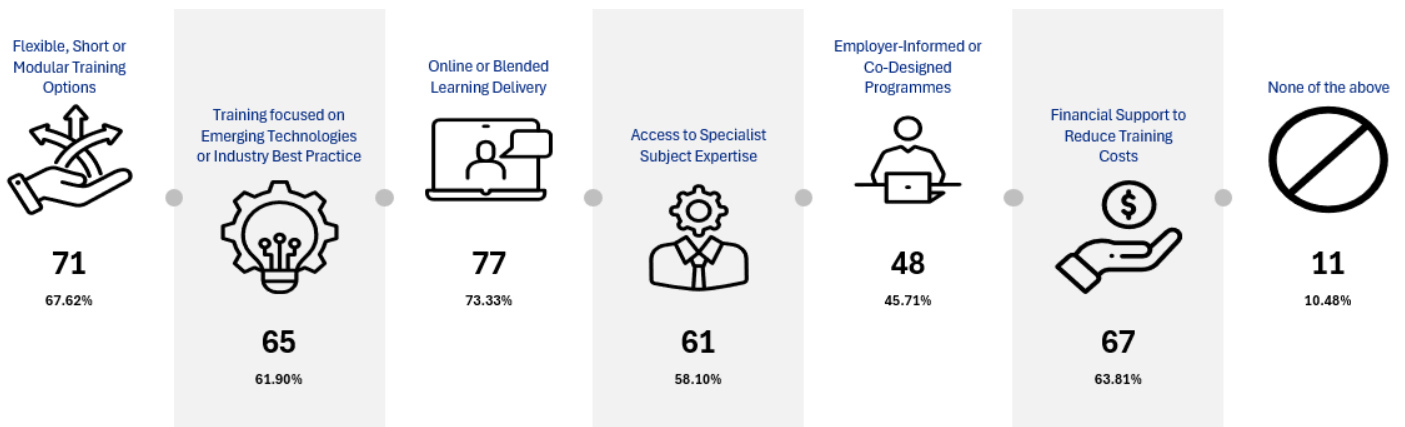 Flexible, Short or
Modular Training
Options
71
67.62%
Training focused on
Emerging Technologies
or Industry Best Practice
65
61.90%
Online or Blended
Learning Delivery
77
73.33%
Access to Specialist
Subject Expertise
61
58.10%
Employer-Informed or
Co-Designed
Programmes
48
45.71%
Financial Support to
Reduce Training
Costs
$
67
63.81%
None of the above
11
10.48%